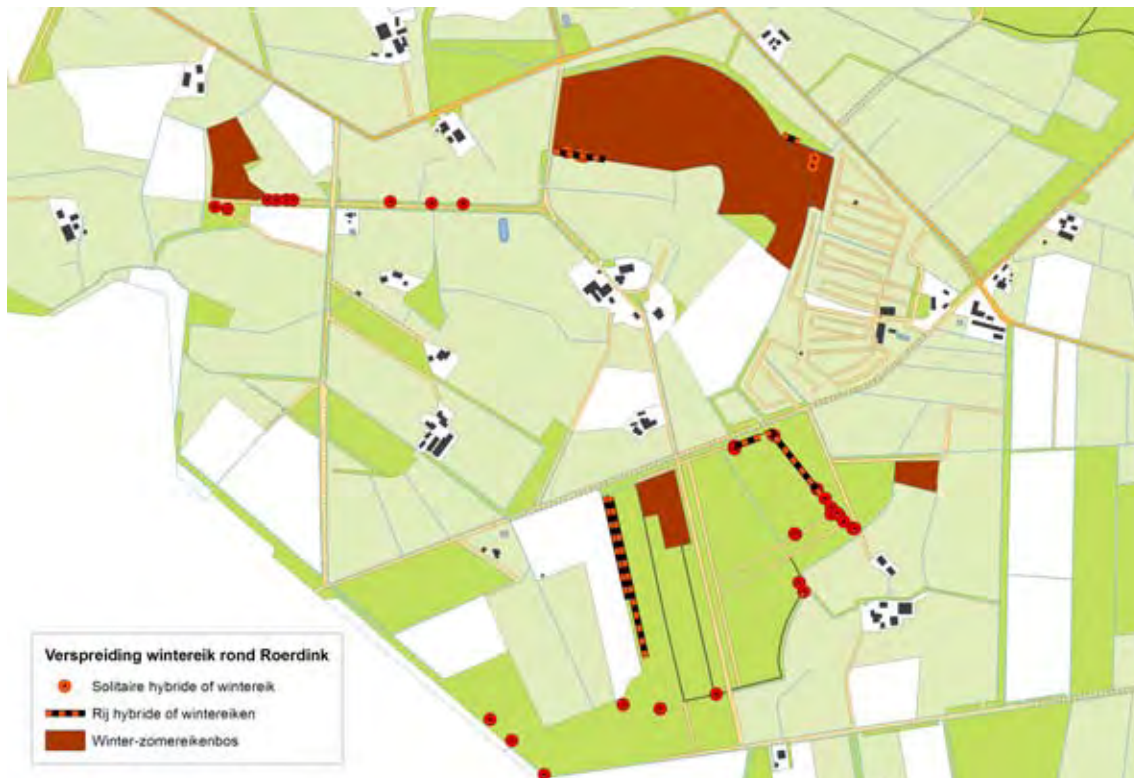 Verspreiding wintereik rond Roerdink
Solitaire hybride of wintereik
Rij hybride of wintereiken
Winter-zomereikenbos